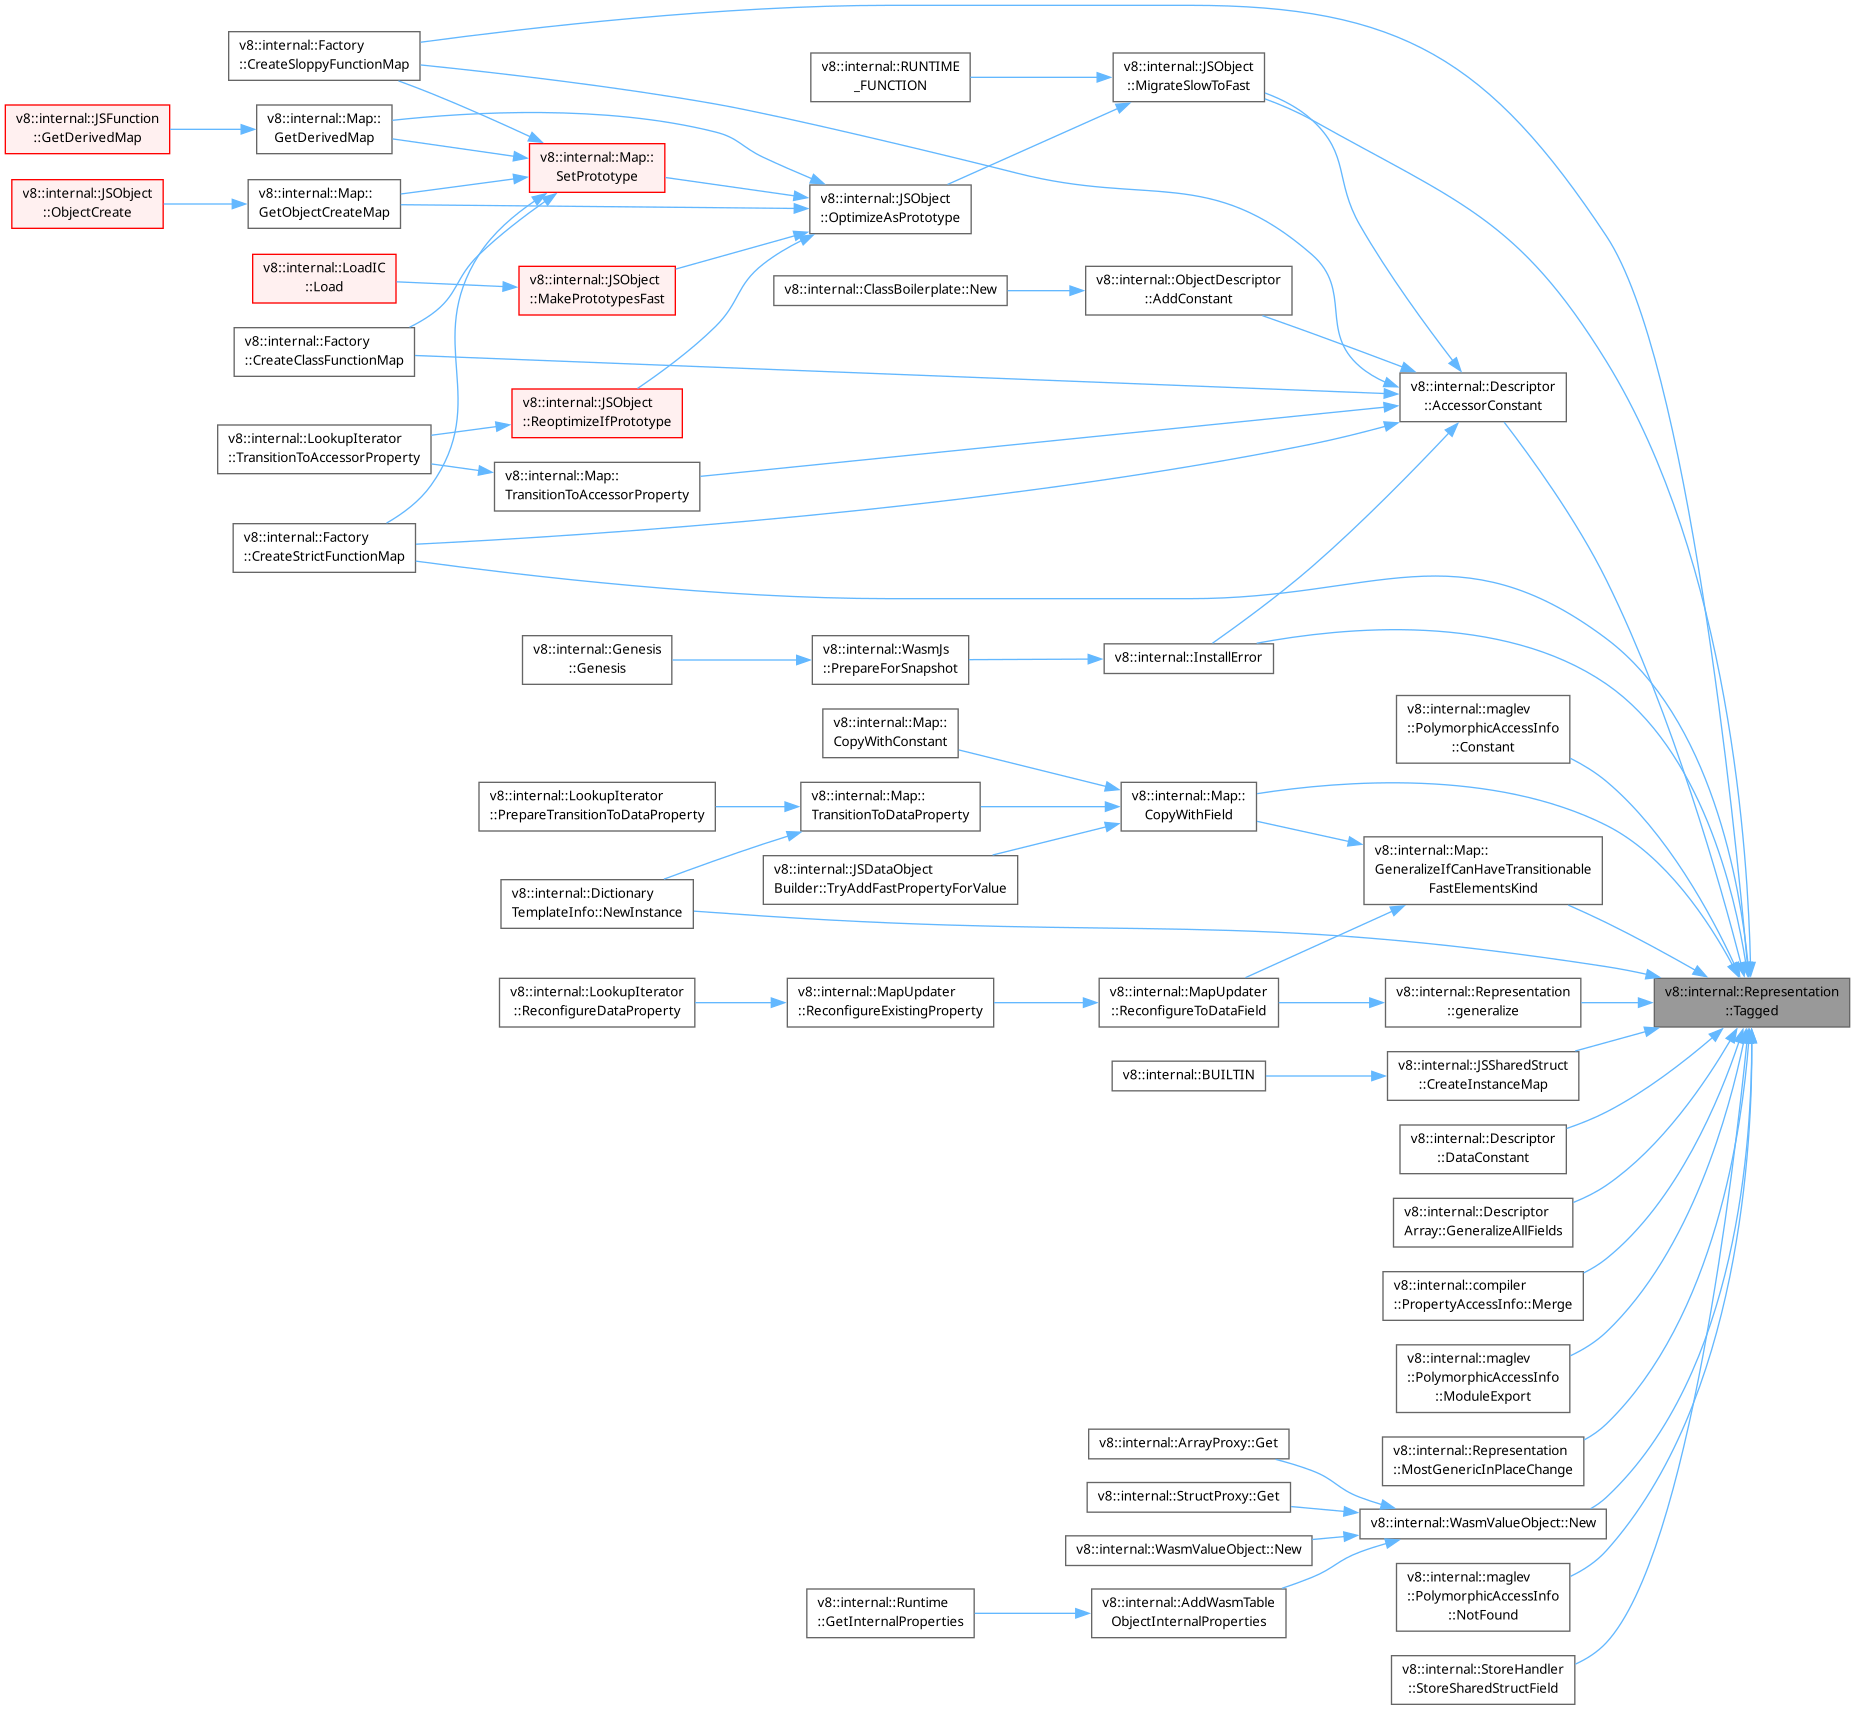 v8::internal::Factory
::CreateSloppyFunctionMap
v8::internal::RUNTIME
_FUNCTION
v8::internal::JSObject
::MigrateSlowToFast
v8::internal::JSFunction
::GetDerivedMap
v8::internal::Map::
GetDerivedMap
v8::internal::Map::
SetPrototype
v8::internal::JSObject
::ObjectCreate
v8::internal::Map::
GetObjectCreateMap
v8::internal::JSObject
::OptimizeAsPrototype
v8::internal::LoadIC
::Load
v8::internal::JSObject
::MakePrototypesFast
v8::internal::ClassBoilerplate::New
v8::internal::ObjectDescriptor
::AddConstant
v8::internal::Factory
::CreateClassFunctionMap
v8::internal::JSObject
::ReoptimizeIfPrototype
v8::internal::Descriptor
::AccessorConstant
v8::internal::LookupIterator
::TransitionToAccessorProperty
v8::internal::Map::
TransitionToAccessorProperty
v8::internal::Factory
::CreateStrictFunctionMap
v8::internal::Genesis
::Genesis
v8::internal::WasmJs
::PrepareForSnapshot
v8::internal::InstallError
v8::internal::maglev
::PolymorphicAccessInfo
::Constant
v8::internal::Map::
CopyWithConstant
v8::internal::LookupIterator
::PrepareTransitionToDataProperty
v8::internal::Map::
TransitionToDataProperty
v8::internal::Map::
CopyWithField
v8::internal::JSDataObject
Builder::TryAddFastPropertyForValue
v8::internal::Map::
GeneralizeIfCanHaveTransitionable
FastElementsKind
v8::internal::Dictionary
TemplateInfo::NewInstance
v8::internal::LookupIterator
::ReconfigureDataProperty
v8::internal::MapUpdater
::ReconfigureExistingProperty
v8::internal::MapUpdater
::ReconfigureToDataField
v8::internal::Representation
::generalize
v8::internal::Representation
::Tagged
v8::internal::BUILTIN
v8::internal::JSSharedStruct
::CreateInstanceMap
v8::internal::Descriptor
::DataConstant
v8::internal::Descriptor
Array::GeneralizeAllFields
v8::internal::compiler
::PropertyAccessInfo::Merge
v8::internal::maglev
::PolymorphicAccessInfo
::ModuleExport
v8::internal::ArrayProxy::Get
v8::internal::Representation
::MostGenericInPlaceChange
v8::internal::StructProxy::Get
v8::internal::WasmValueObject::New
v8::internal::WasmValueObject::New
v8::internal::maglev
::PolymorphicAccessInfo
::NotFound
v8::internal::Runtime
::GetInternalProperties
v8::internal::AddWasmTable
ObjectInternalProperties
v8::internal::StoreHandler
::StoreSharedStructField